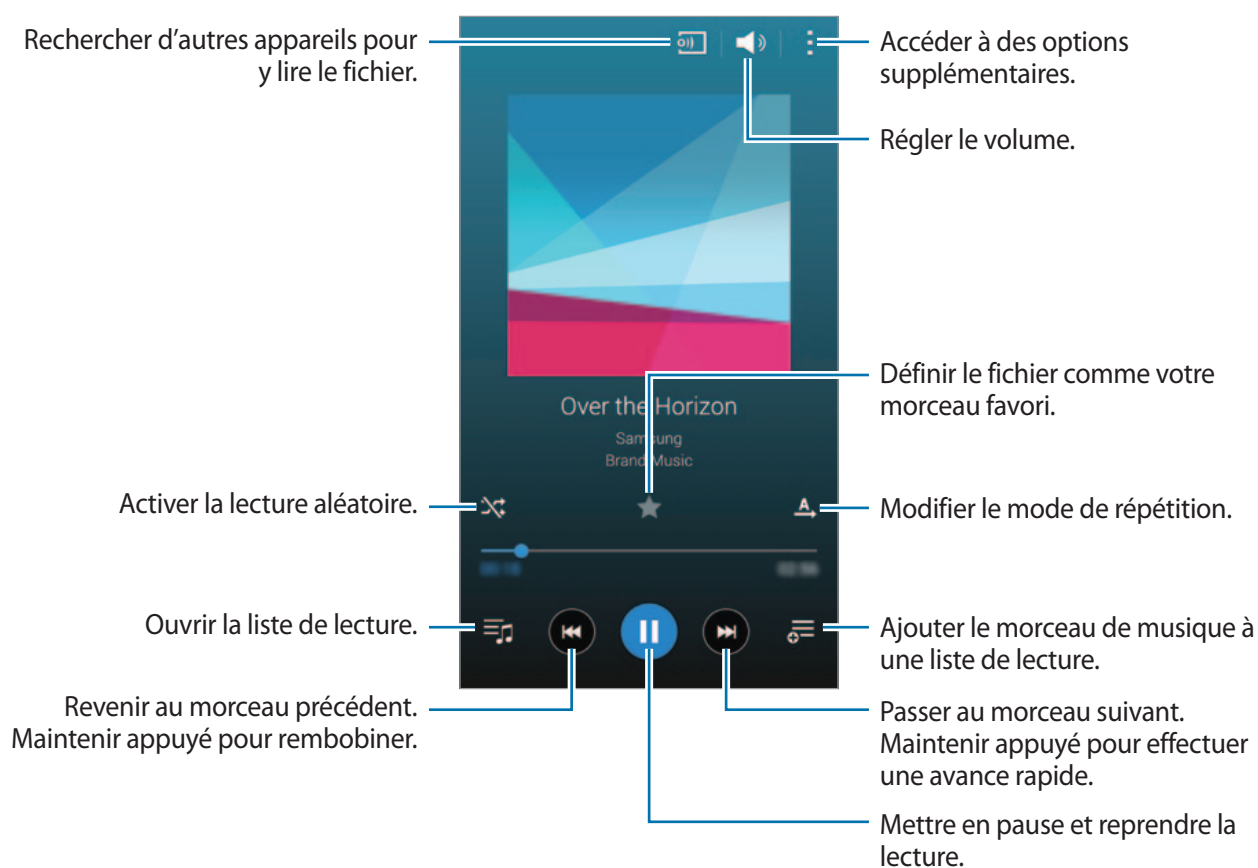 Rechercher d'autres appareils pour
y lire le fichier.
Accéder à des options
supplémentaires.
Régler le volume.
Définir le fichier comme votre
morceau favori.
Over the Horizon
Samsung
Brand Music
Activer la lecture aléatoire.
A
Modifier le mode de répétition.
Ouvrir la liste de lecture.
Ajouter le morceau de musique à
une liste de lecture.
Revenir au morceau précédent.
Maintenir appuyé pour rembobiner.
Passer au morceau suivant.
Maintenir appuyé pour effectuer
une avance rapide.
Mettre en pause et reprendre la
lecture.